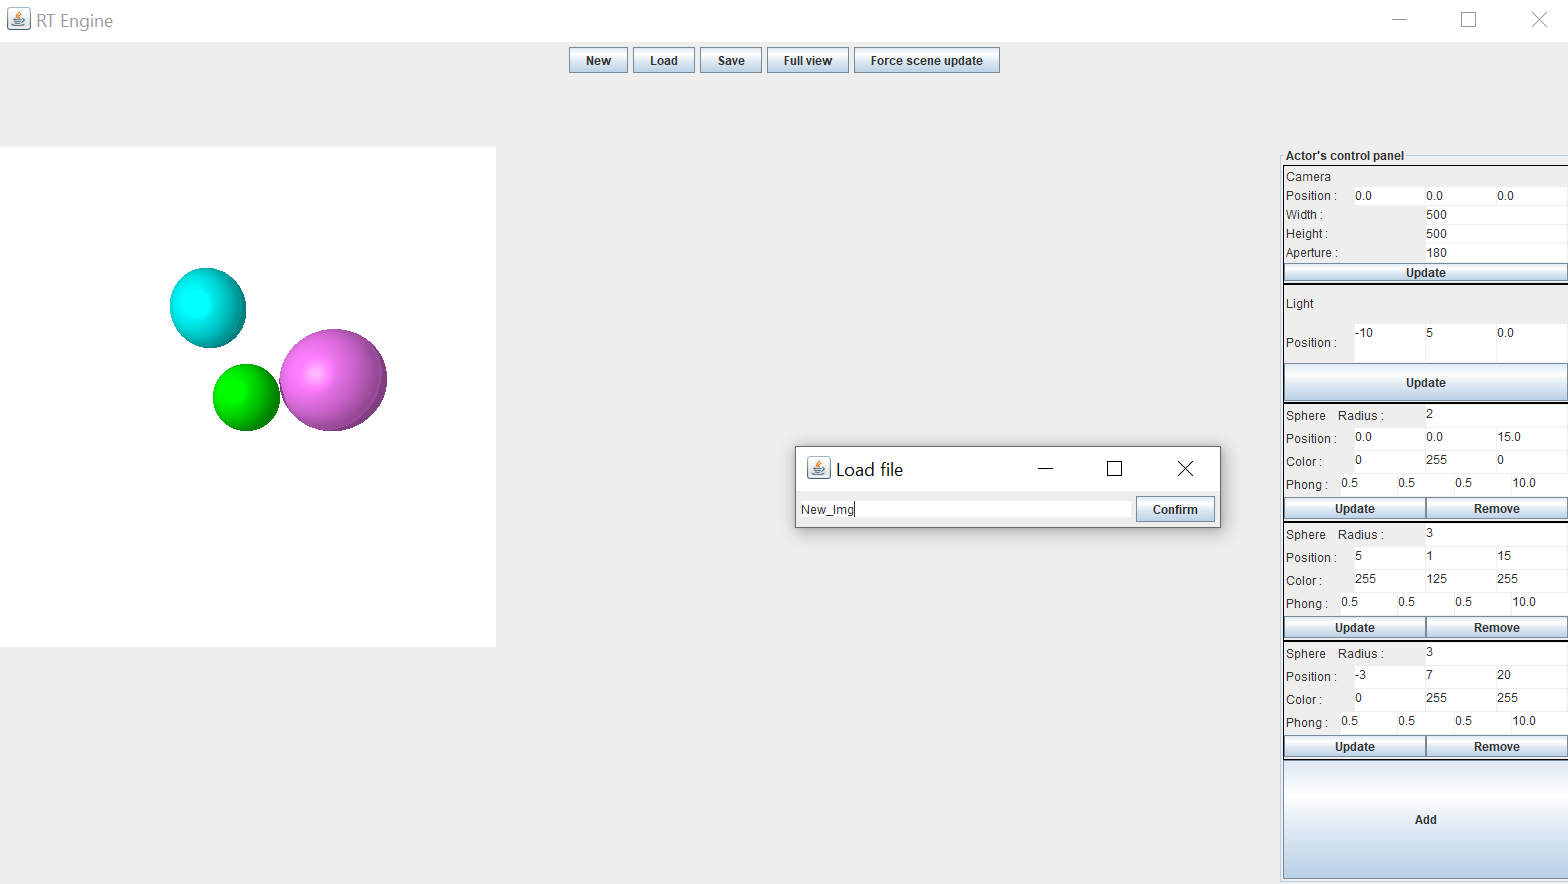 RT Engine
New Load Save Full view Force scene update
Actor's control panel
Camera
Position : 0.0 0.0 0.0
Width : 500
Height : 500
Aperture : 180
Update
Light
Position : -10 5 0.0
Update
Sphere Radius : 2
Position : 0.0 0.0 15.0
Color : 0 255 0
Phong : 0.5 0.5 0.5 10.0
Update Remove
Sphere Radius : 3
Position : 5 1 15
Color : 255 125 255
Phong : 0.5 0.5 0.5 10.0
Update Remove
Sphere Radius : 3
Position : -3 7 20
Color : 0 255 255
Phong : 0.5 0.5 0.5 10.0
Update Remove
Add
Load file
New_Img Confirm